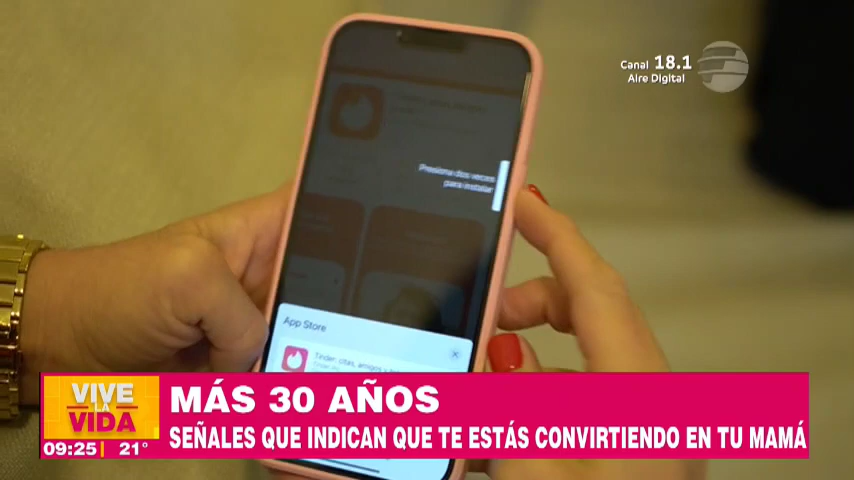 Canal 18.1
Aire Digital
Presiona dos veces
para instalar
App Store
Tinder: citas, amigos y
VIVE
LA
VIDA
MÁS 30 AÑOS
SEÑALES QUE INDICAN QUE TE ESTÁS CONVIRTIENDO EN TU MAMÁ
09:25 21°